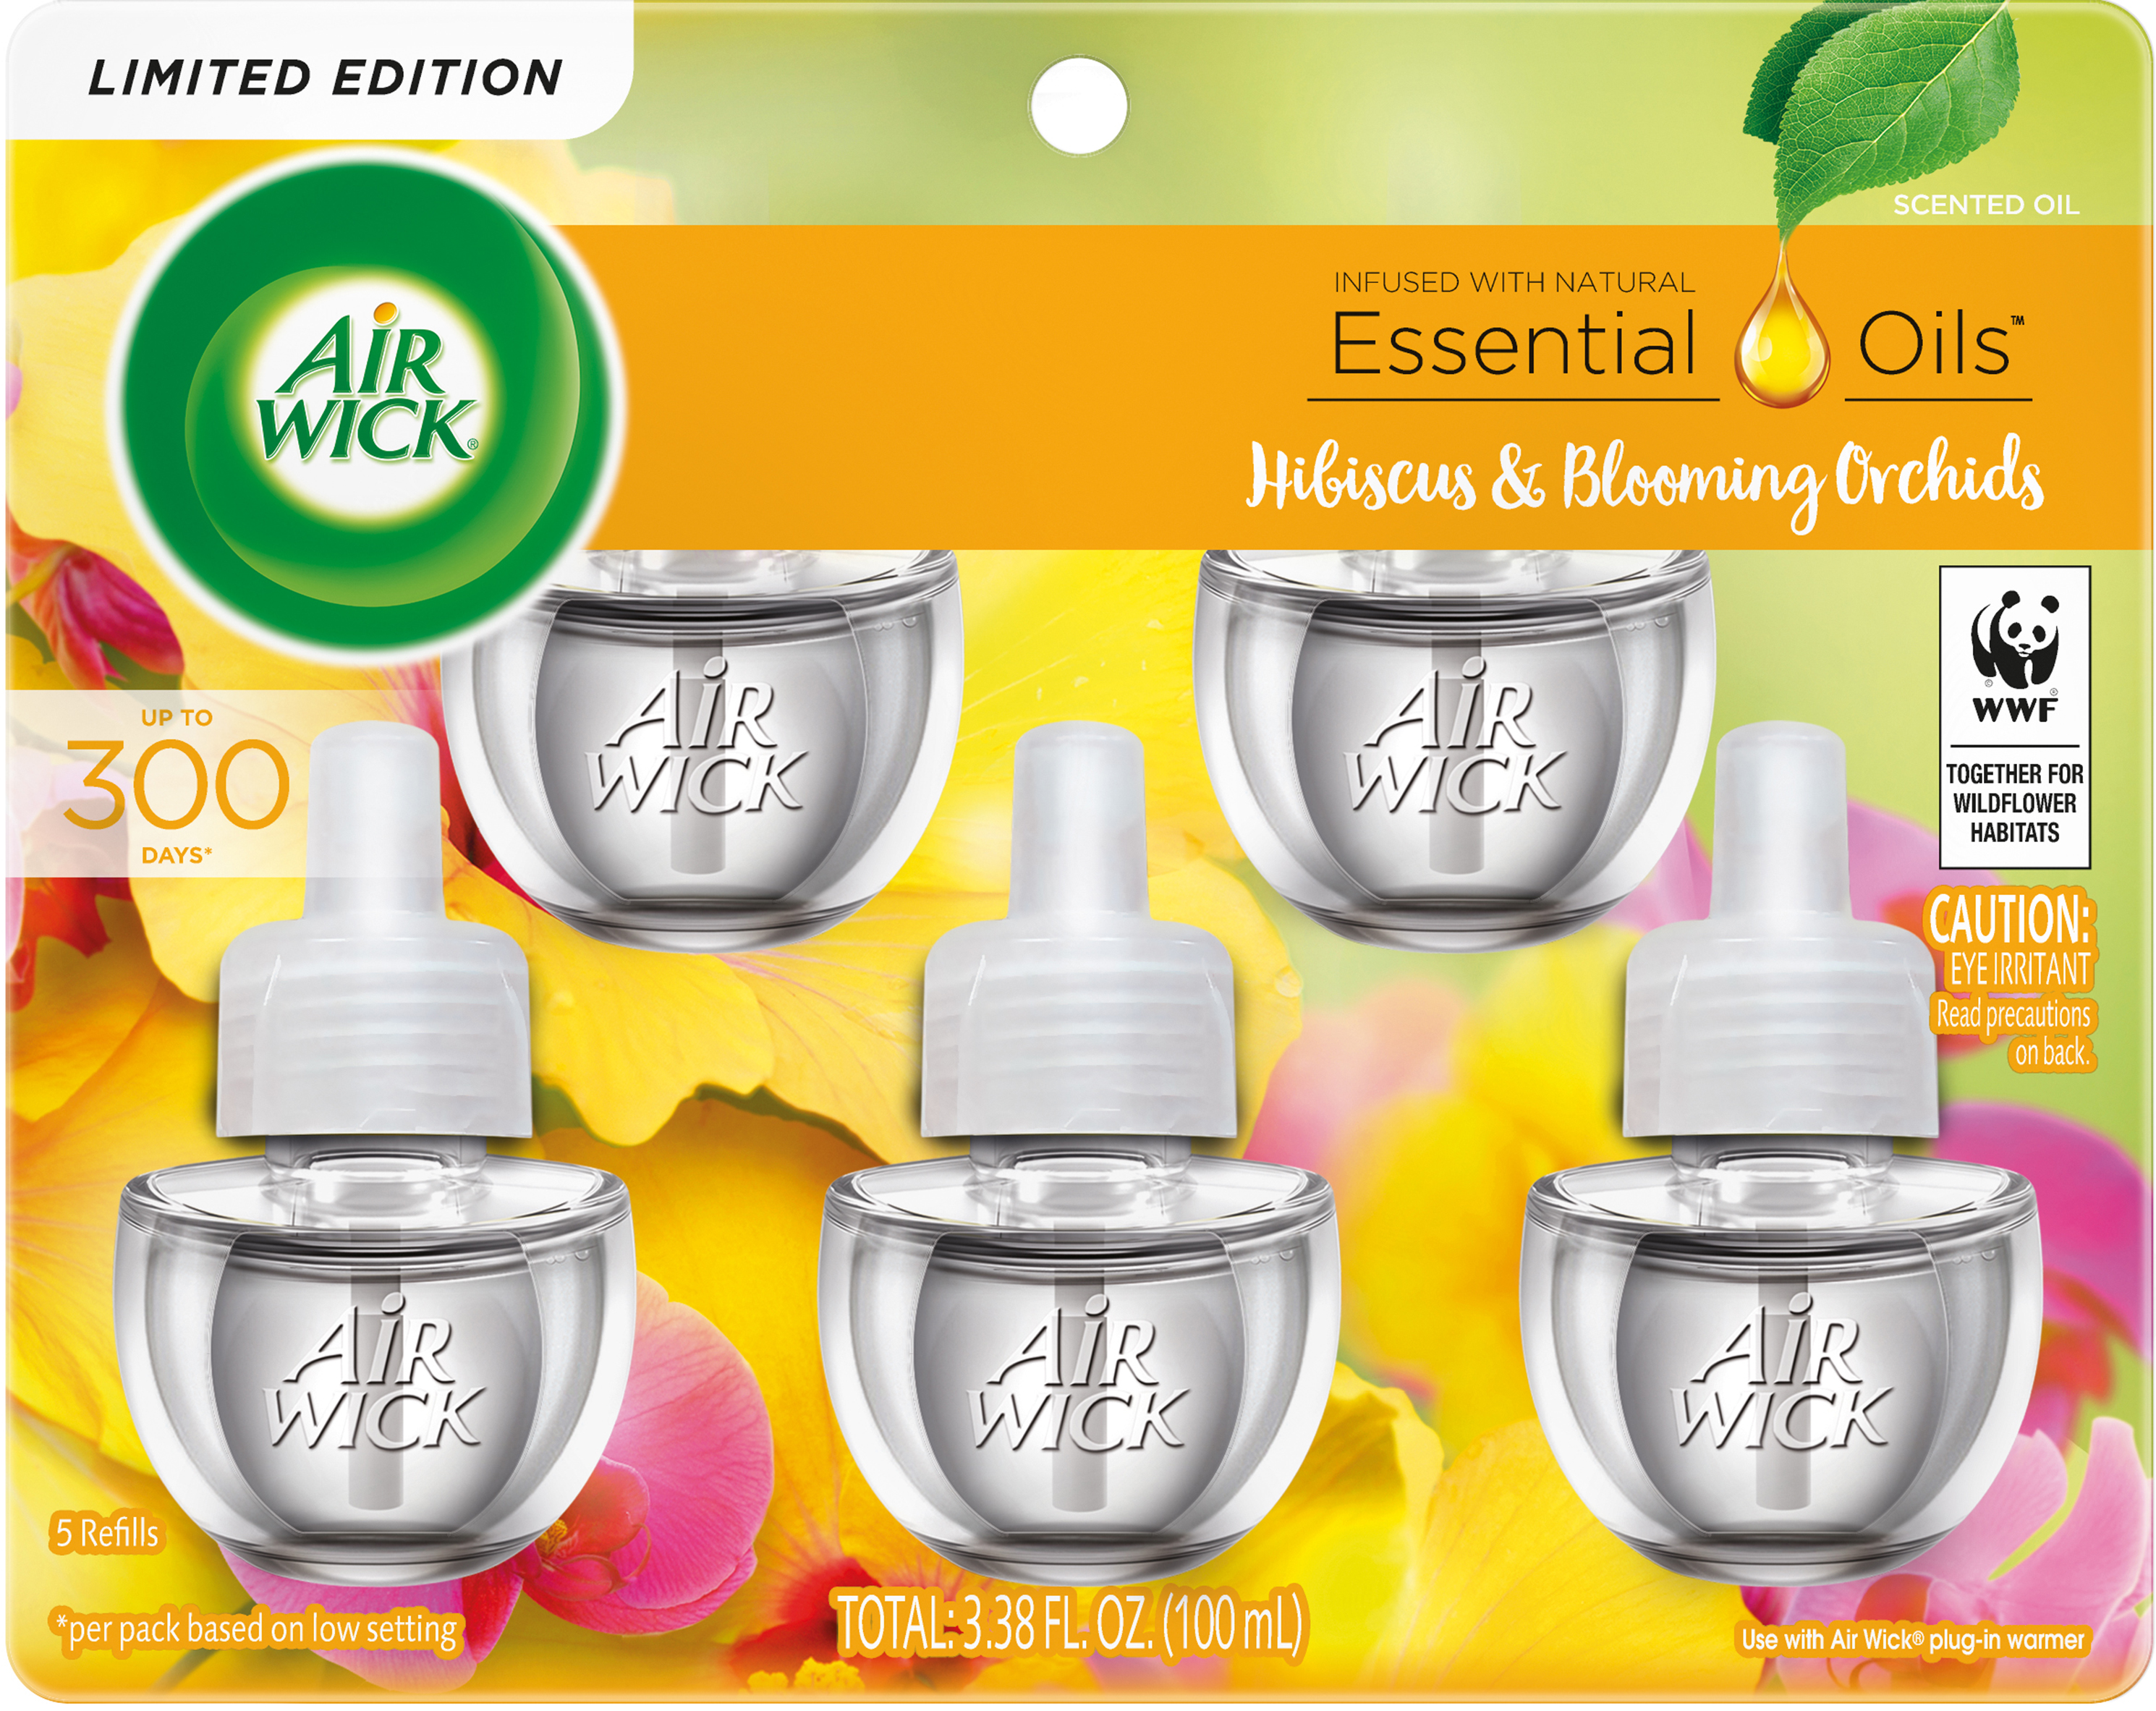 LIMITED EDITION
SCENTED OIL
AIR
WICK®
INFUSED WITH NATURAL
Essential Oils™
Hibiscus & Blooming Orchids
UP TO
300
DAYS*
AIR
WICK
AIR
WICK
©
WWF®
TOGETHER FOR
WILDFLOWER
HABITATS
CAUTION:
EYE IRRITANT
Read precautions
on back.
AIR
WICK
AIR
WICK
AIR
WICK
5 Refills
*per pack based on low setting
TOTAL: 3.38 FL. OZ. (100 mL)
Use with Air Wick® plug-in warmer